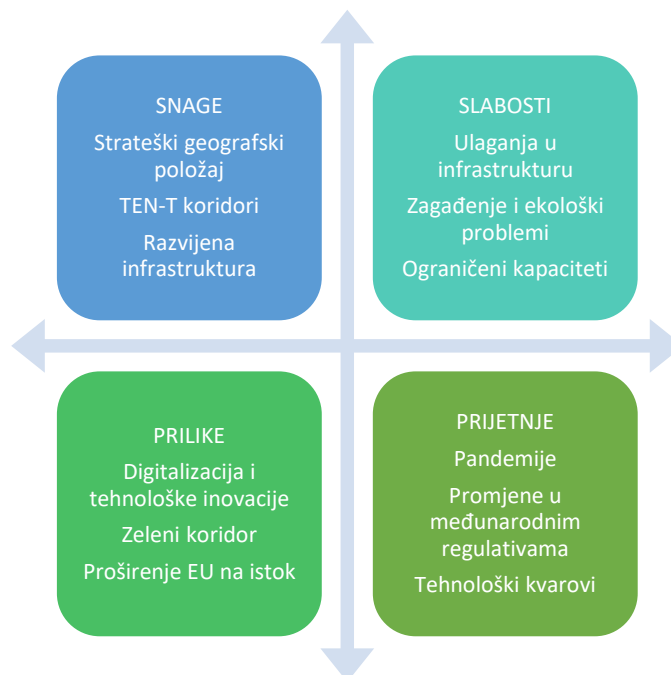 SNAGE
Strateški geografski
položaj
TEN-T koridori
Razvijena
infrastruktura
SLABOSTI
Ulaganja u
infrastrukturu
Zagađenje i ekološki
problemi
Ograničeni kapaciteti
PRILIKE
Digitalizacija i
tehnološke inovacije
Zeleni koridor
Proširenje EU na istok
PRIJETNJE
Pandemije
Promjene u
međunarodnim
regulativama
Tehnološki kvarovi